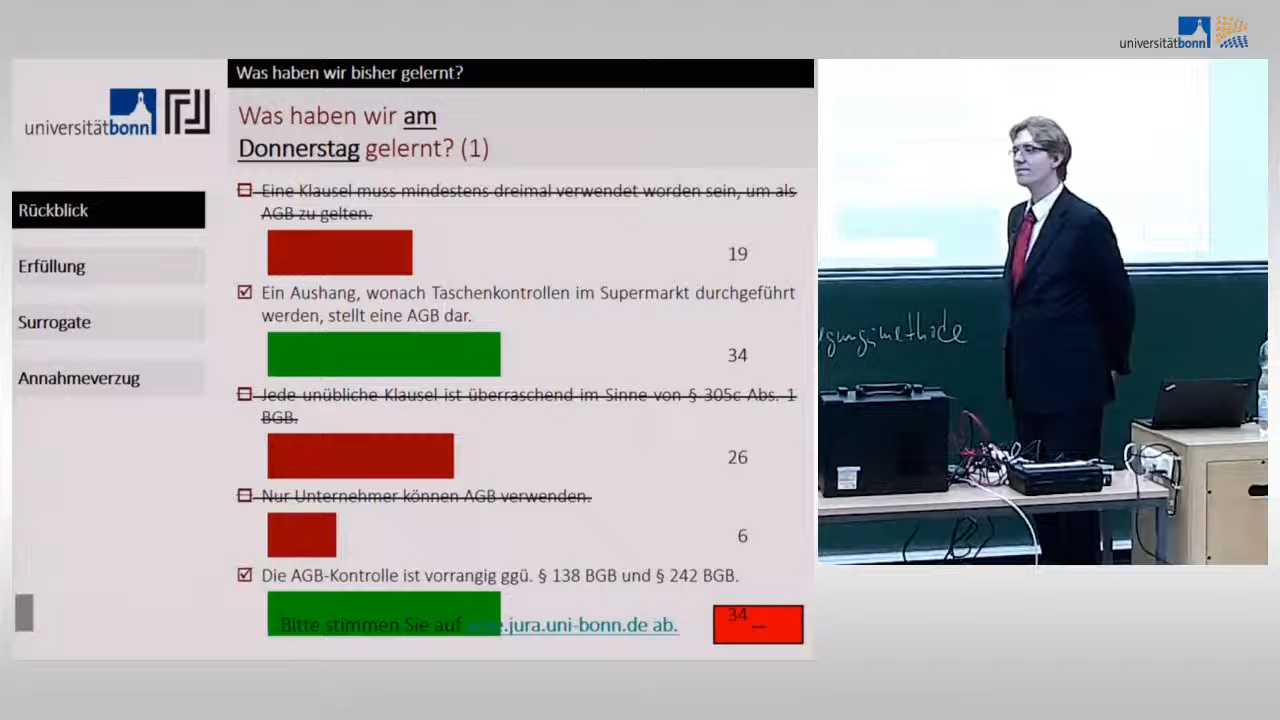 universitätbonn
Was haben wir bisher gelernt?
universitätbonn
Was haben wir am
Donnerstag gelernt? (1)
Eine Klausel muss mindestens dreimal verwendet worden sein, um als
AGB zu gelten.
19
Rückblick
Erfüllung
Surrogate
Annahmeverzug
Ein Aushang, wonach Taschenkontrollen im Supermarkt durchgeführt
werden, stellt eine AGB dar.
34
Jede unübliche Klausel ist überraschend im Sinne von § 305c Abs. 1
BGB.
26
Nur Unternehmer können AGB verwenden.
6
Die AGB-Kontrolle ist vorrangig ggü. § 138 BGB und § 242 BGB.
34
Bitte stimmen Sie auf .jura.uni-bonn.de ab.
--